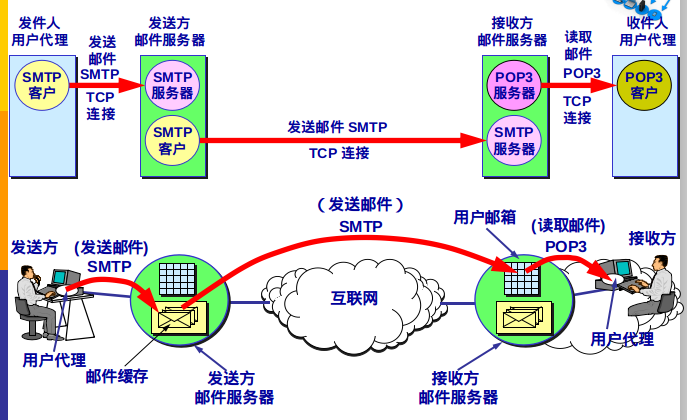 发件人
用户代理
发送
邮件
SMTP
TCP
连接
发送方
邮件服务器
接收方
邮件服务器
读取
邮件
POP3
TCP
连接
收件人
用户代理
SMTP
客户
SMTP
服务器
SMTP
客户
发送邮件 SMTP
TCP 连接
POP3
服务器
SMTP
服务器
POP3
客户
发送方
(发送邮件)
SMTP
（发送邮件）
SMTP
用户邮箱
(读取邮件)
POP3
接收方
互联网
用户代理
邮件缓存
发送方
邮件服务器
接收方
邮件服务器
用户代理